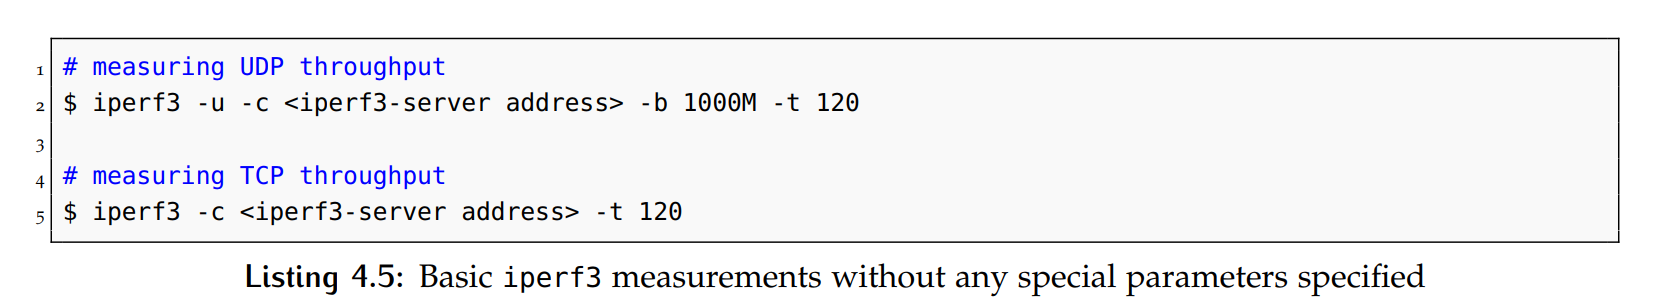 1 # measuring UDP throughput
2 $ iperf3 -u -c <iperf3-server address> -b 1000M -t 120
3
4 # measuring TCP throughput
5 $ iperf3 -c <iperf3-server address> -t 120
Listing 4.5: Basic iperf3 measurements without any special parameters specified